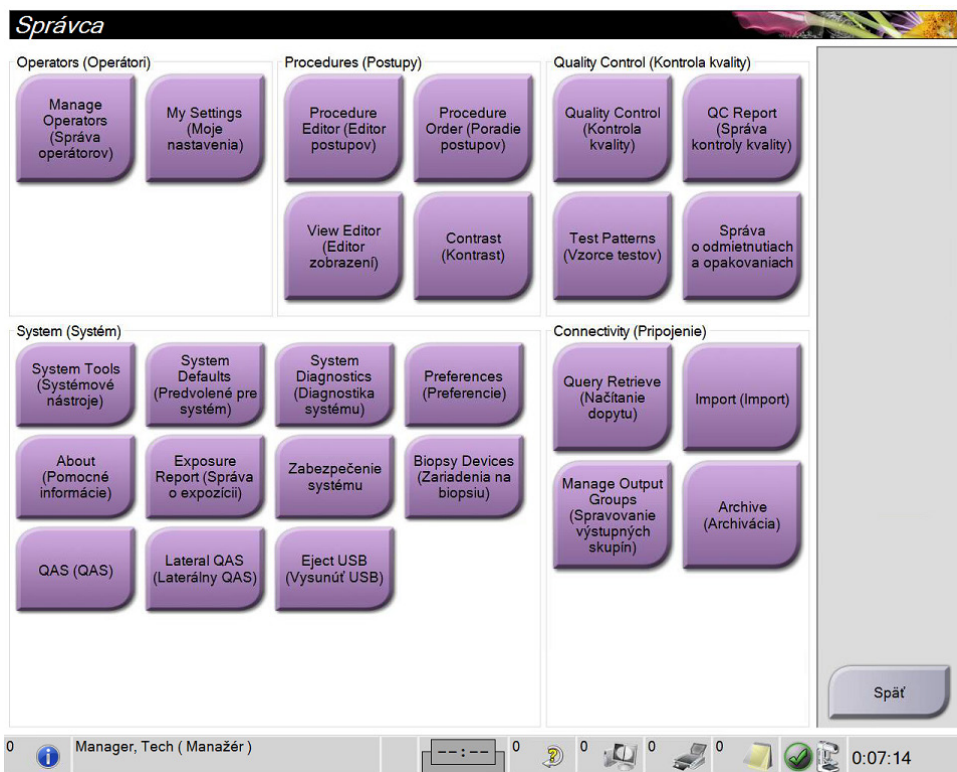 Správca
Operators (Operátori)
Manage
Operators
(Správa
operátorov)
My Settings
(Moje
nastavenia)
Procedures (Postupy)
Procedure
Editor (Editor
postupov)
Procedure
Order (Poradie
postupov)
View Editor
(Editor
zobrazení)
Contrast
(Kontrast)
Quality Control (Kontrola kvality)
Quality Control
(Kontrola
kvality)
QC Report
(Správa
kontroly kvality)
Test Patterns
(Vzorce testov)
Správa
o odmietnutiach
a opakovaniach
System (Systém)
System Tools
(Systémové
nástroje)
System
Defaults
(Predvolené pre
systém)
System
Diagnostics
(Diagnostika
systému)
Preferences
(Preferencie)
About
(Pomocné
informácie)
Exposure
Report (Správa
o expozícii)
Zabezpečenie
systému
Biopsy Devices
(Zariadenia na
biopsiu)
QAS (QAS)
Lateral QAS
(Laterálny QAS)
Eject USB
(Vysunúť USB)
Connectivity (Pripojenie)
Query Retrieve
(Načítanie
dopytu)
Import (Import)
Manage Output
Groups
(Spravovanie
výstupných
skupín)
Archive
(Archivácia)
Späť
0
Manager, Tech ( Manažér )
--:--
0
0
0
0
0:07:14